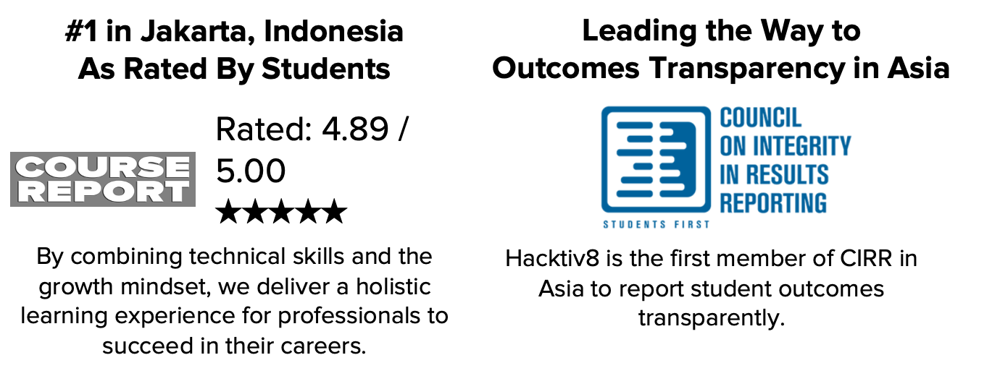 #1 in Jakarta, Indonesia
As Rated By Students
COURSE
REPORT
Rated: 4.89 /
5.00
★★★★★
By combining technical skills and the
growth mindset, we deliver a holistic
learning experience for professionals to
succeed in their careers.
Leading the Way to
Outcomes Transparency in Asia
COUNCIL
ON INTEGRITY
IN RESULTS
REPORTING
STUDENTS FIRST
Hacktiv8 is the first member of CIRR in
Asia to report student outcomes
transparently.